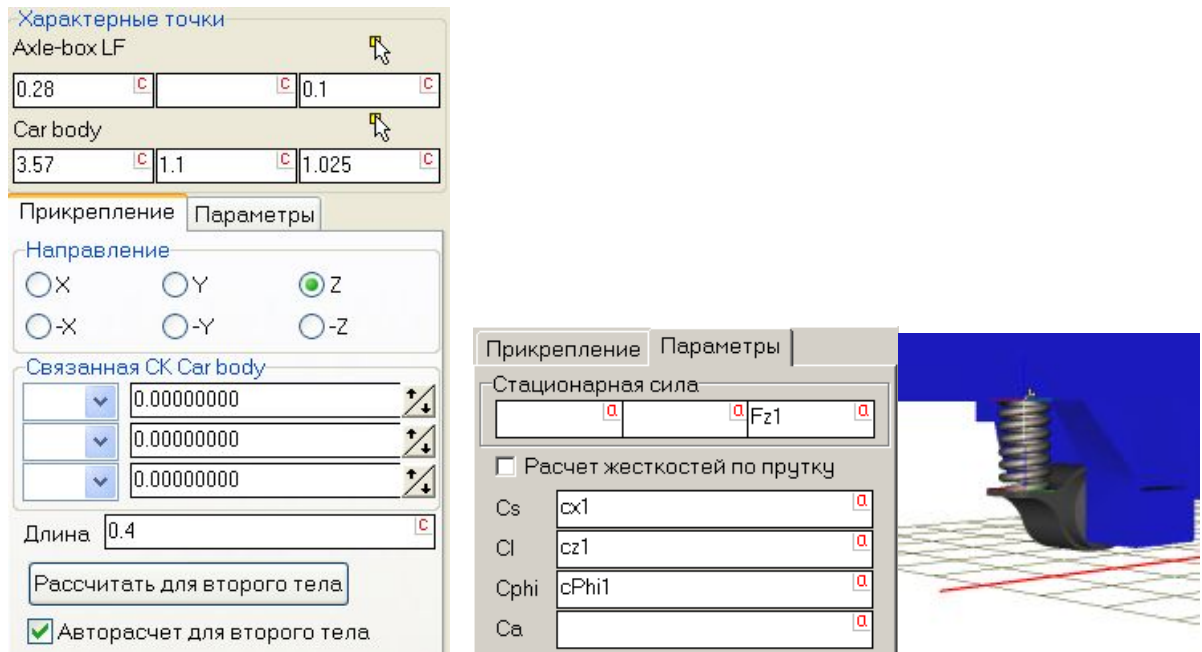 Характерные точки
Axle-box LF
0.28 c c 0.1 c
Car body
3.57 c 1.1 c 1.025 c
Прикрепление Параметры
Направление
X Y Z
-X -Y -Z
Связанная СК Car body
0.00000000
0.00000000
0.00000000
Длина 0.4 c
Рассчитать для второго тела
Авторасчет для второго тела
Прикрепление Параметры
Стационарная сила
a a Fz1 a
Расчет жесткостей по прутку
Cs cx1 a
Cl cz1 a
Cphi cPhi1 a
Ca a